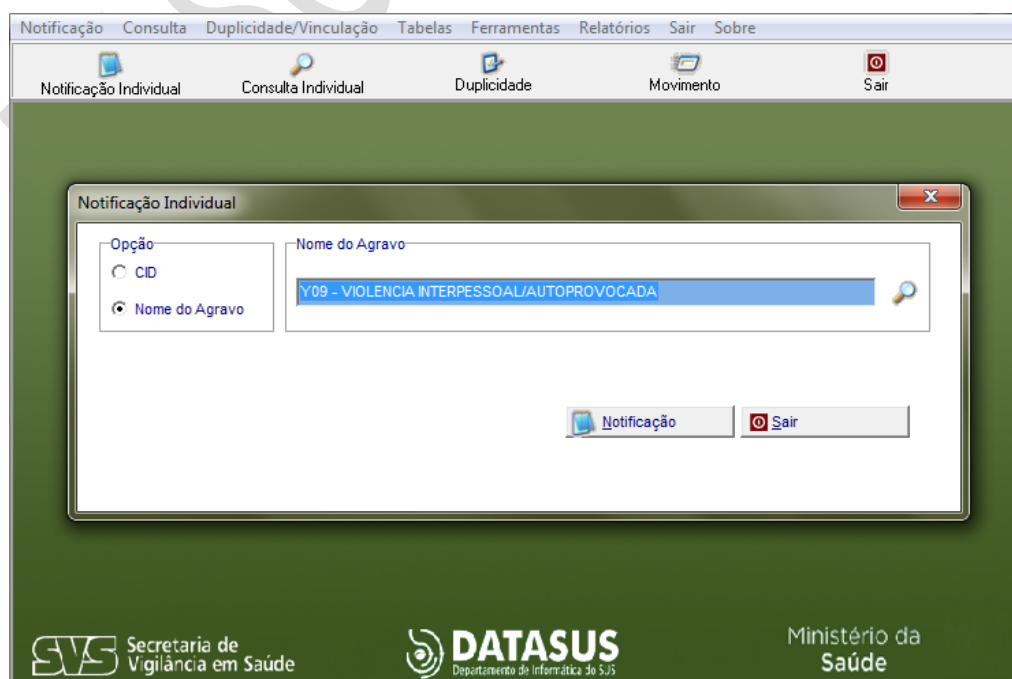 Notificação Consulta Duplicidade/Vinculação Tabelas Ferramentas Relatórios Sair Sobre
Notificação Individual Consulta Individual Duplicidade Movimento Sair
Notificação Individual
Opção
CID
Nome do Agravo
Nome do Agravo
Y09 - VIOLENCIA INTERPESSOAL/AUTOPROVOCADA
Notificação Sair
SVS Secretaria de
Vigilância em Saúde
DATASUS
Departamento de Informática do SUS
Ministério da
Saúde